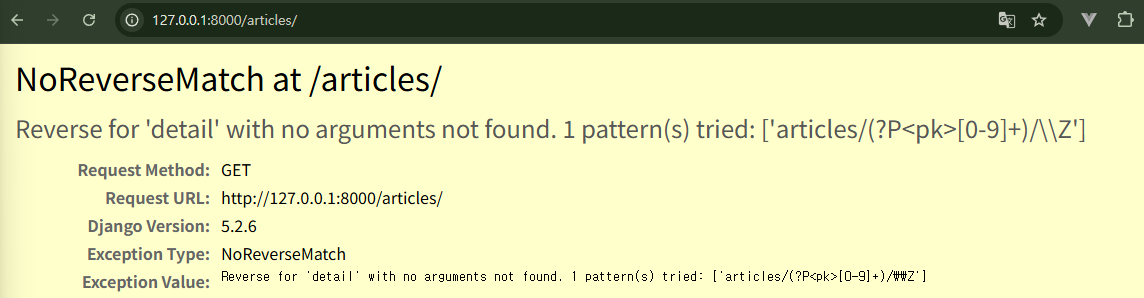 127.0.0.1:8000/articles/
NoReverseMatch at /articles/
Reverse for 'detail' with no arguments not found. 1 pattern(s) tried: ['articles/(?P<pk>[0-9]+)/\\Z']
Request Method: GET
Request URL: http://127.0.0.1:8000/articles/
Django Version: 5.2.6
Exception Type: NoReverseMatch
Exception Value: Reverse for 'detail' with no arguments not found. 1 pattern(s) tried: ['articles/(?P<pk>[0-9]+)/₩₩Z']